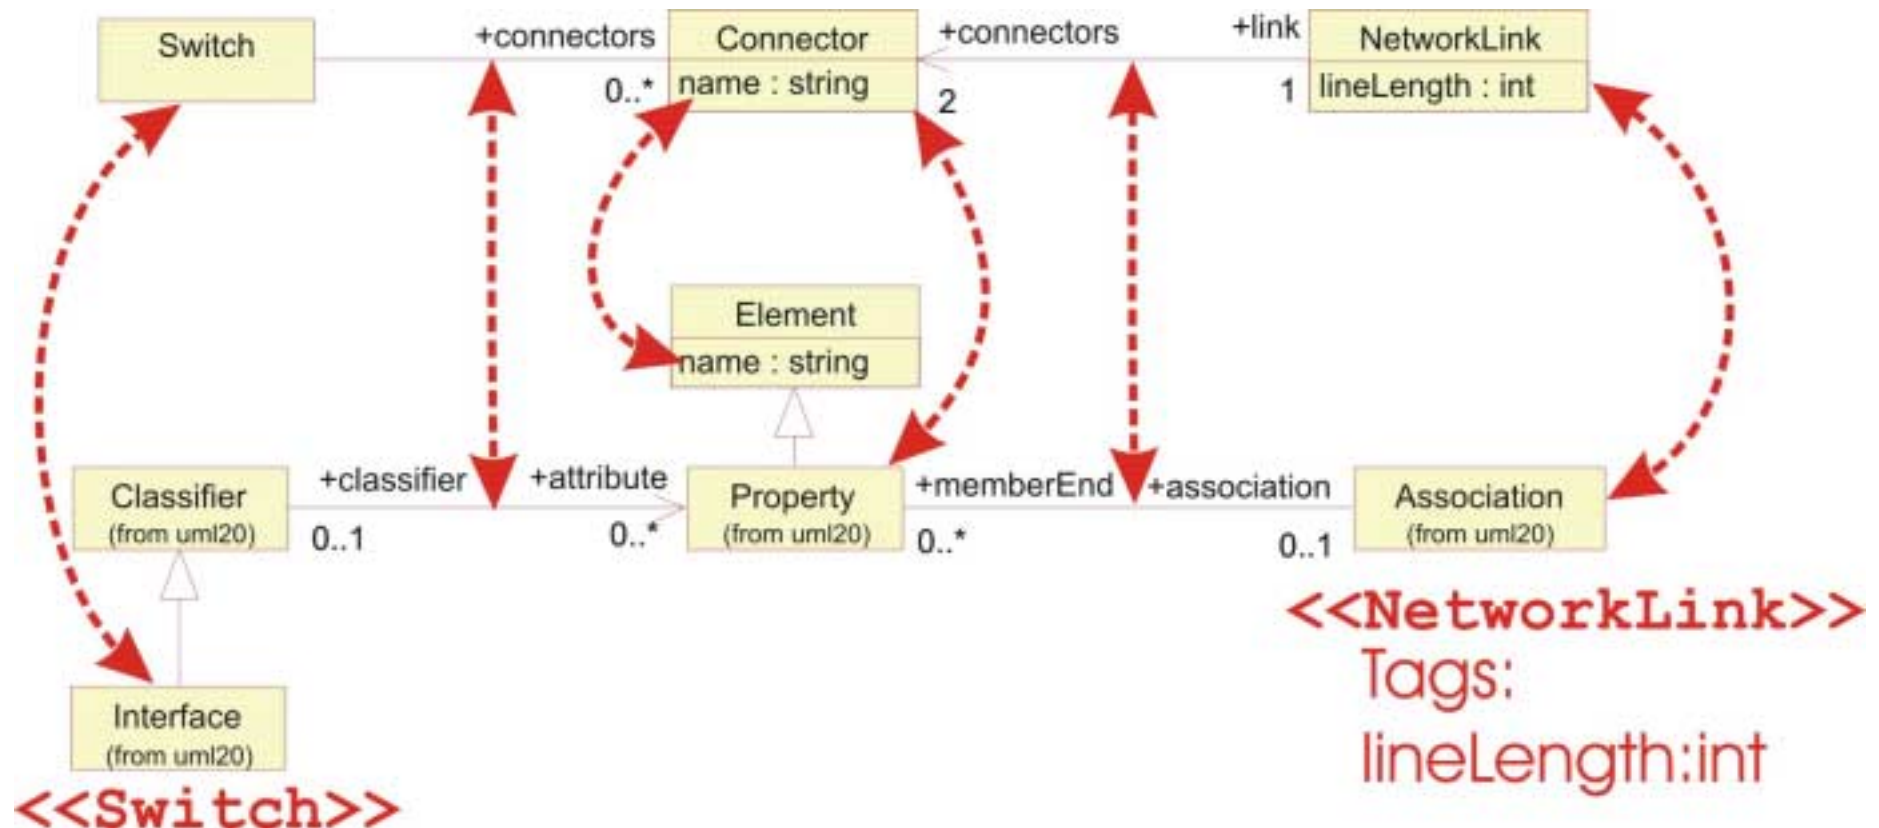 Switch
+connectors
0..*
Connector
name : string
+connectors
2
+link
1
NetworkLink
lineLength : int
Element
name : string
Classifier
(from uml20)
+classifier
0..1
+attribute
0..*
Property
(from uml20)
+memberEnd
0..*
+association
0..1
Association
(from uml20)
<<NetworkLink>>
Tags:
lineLength:int
Interface
(from uml20)
<<Switch>>